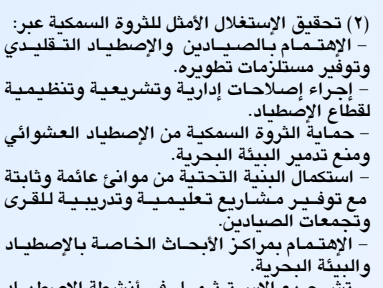 (٢) تحقيق الإستغلال الأمثل للثروة السمكية عبر:
- الإهتمام بالصيادين والإصطياد التقليدي
وتوفير مستلزمات تطويره.
- إجراء إصلاحات إدارية وتشريعية وتنظيمية
لقطاع الإصطياد.
- حماية الثروة السمكية من الإصطياد العشوائي
ومنع تدمير البيئة البحرية.
- استكمال البنية التحتية من موانئ عائمة وثابتة
مع توفير مشاريع تعليمية وتدريبية للقرى
وتجمعات الصيادين.
- الإهتمام بمراكز الأبحاث الخاصة بالإصطياد
والبيئة البحرية.